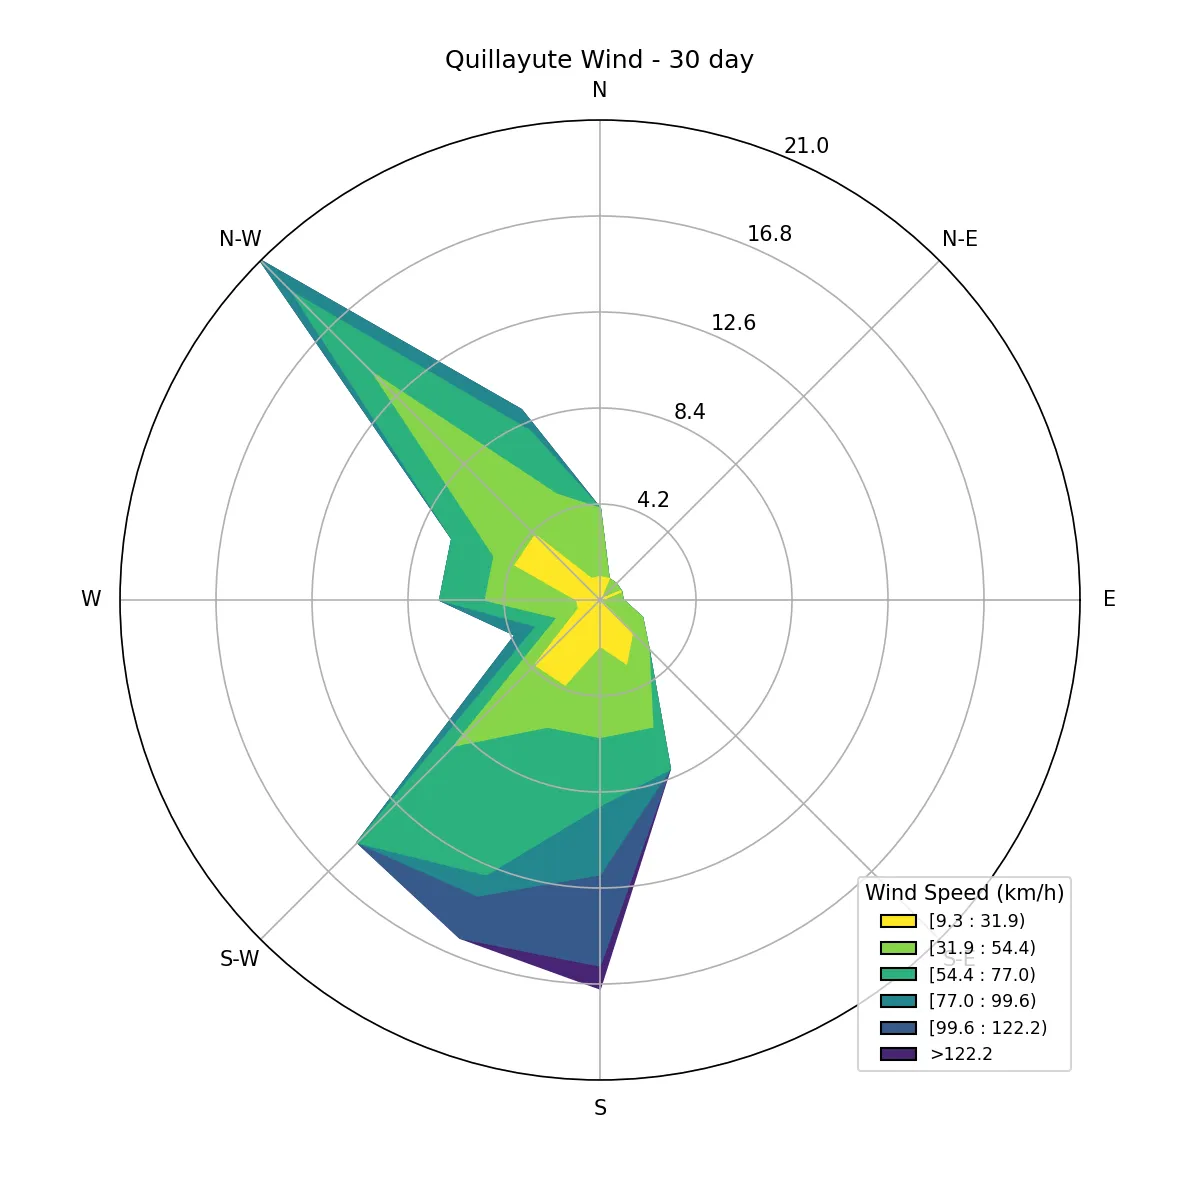 Quillayute Wind - 30 day
N
21.0
16.8
N-W
N-E
12.6
8.4
4.2
W
E
Wind Speed (km/h)
[9.3 : 31.9)
[31.9 : 54.4)
S-W
S-E
[54.4 : 77.0)
[77.0 : 99.6)
[99.6 : 122.2)
>122.2
S